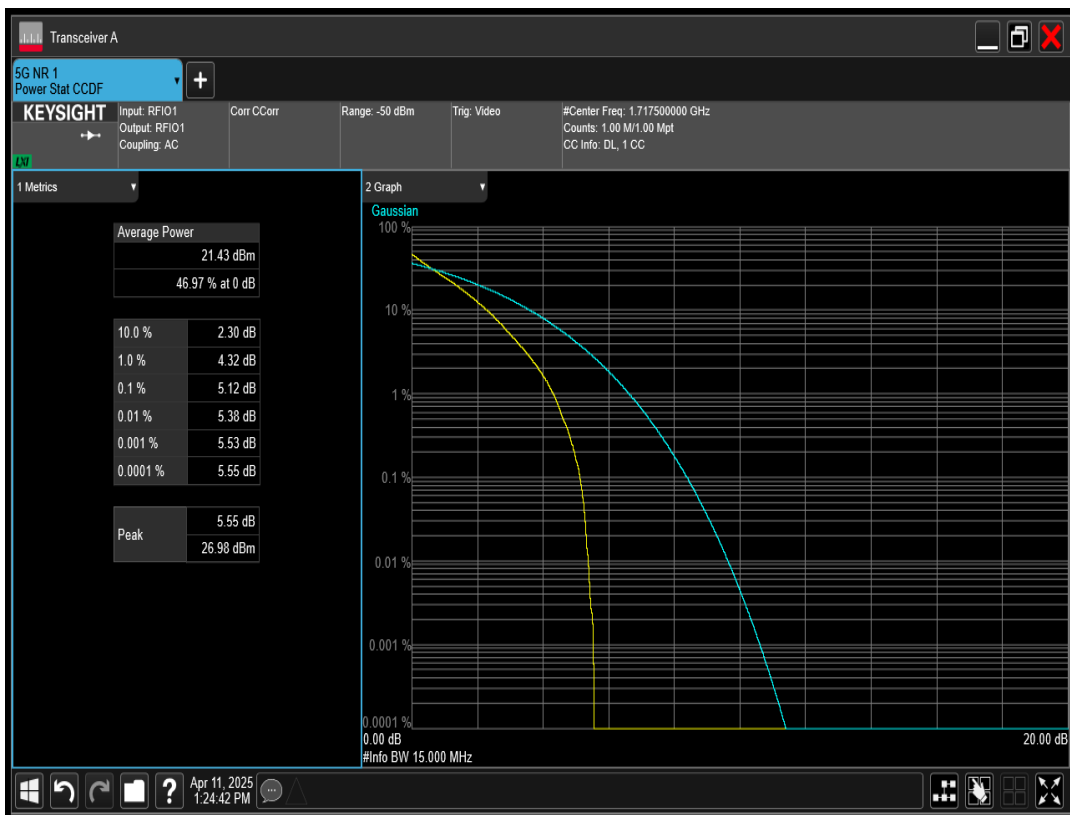 Transceiver A
5G NR 1
Power Stat CCDF
+
KEYSIGHT
LXI
Input: RFIO1
Output: RFIO1
Coupling: AC
Corr CCorr
Range: -50 dBm
Trig: Video
#Center Freq: 1.717500000 GHz
Counts: 1.00 M/1.00 Mpt
CC Info: DL, 1 CC
1 Metrics
Average Power
21.43 dBm
46.97 % at 0 dB
10.0 % 2.30 dB
1.0 % 4.32 dB
0.1 % 5.12 dB
0.01 % 5.38 dB
0.001 % 5.53 dB
0.0001 % 5.55 dB
Peak
5.55 dB
26.98 dBm
2 Graph
Gaussian
100 %
10 %
1 %
0.1 %
0.01 %
0.001 %
0.0001 %
0.00 dB 20.00 dB
#Info BW 15.000 MHz
?
Apr 11, 2025
1:24:42 PM